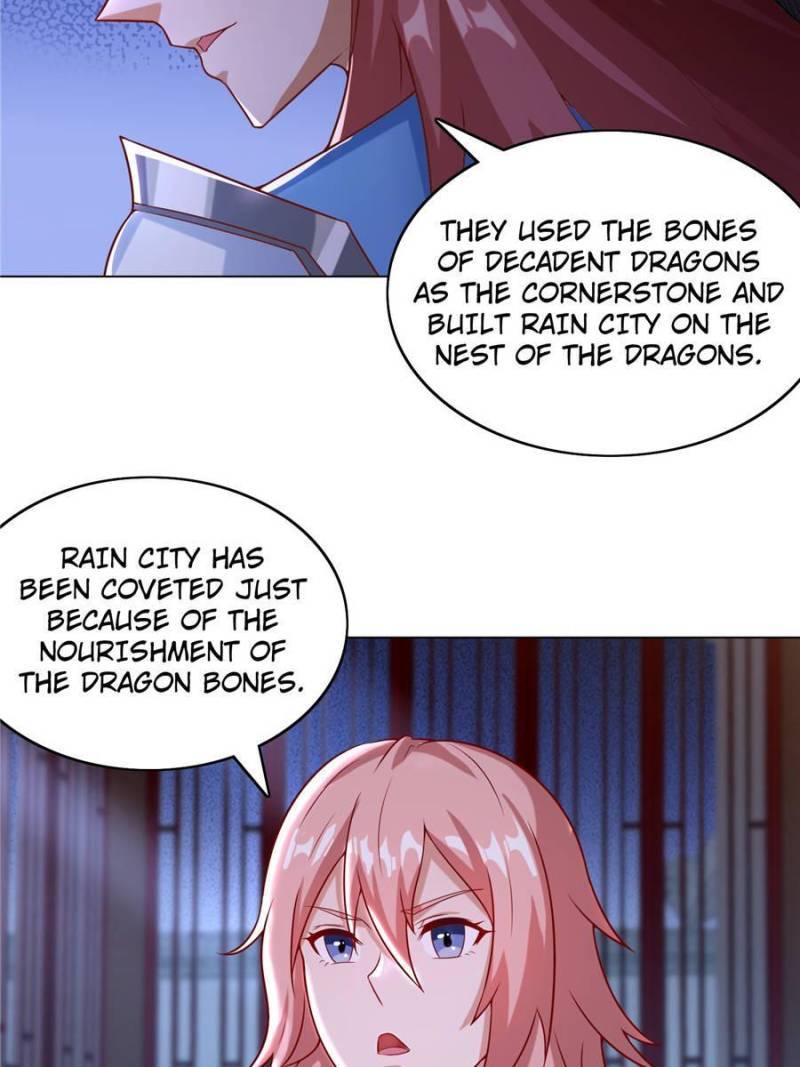 THEY USED THE BONES
OF DECADENT DRAGONS
AS THE CORNERSTONE AND
BUILT RAIN CITY ON THE
NEST OF THE DRAGONS.
RAIN CITY HAS
BEEN COVETED JUST
BECAUSE OF THE
NOURISHMENT OF
THE DRAGON BONES.